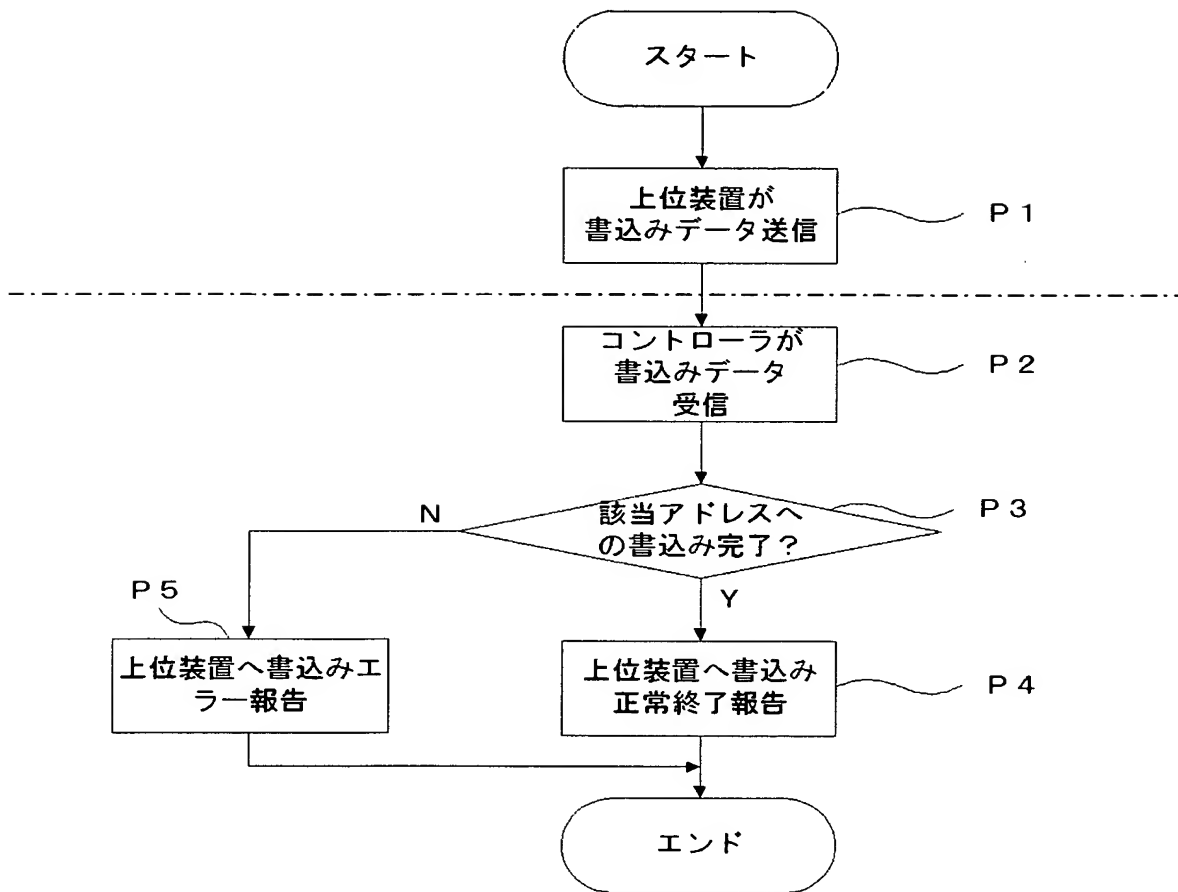 スタート
上位装置が
書込みデータ送信
P1
コントローラが
書込みデータ
受信
P2
該当アドレスへ
の書込み完了?
P3
N
Y
P5
上位装置へ書込みエ
ラー報告
上位装置へ書込み
正常終了報告
P4
エンド